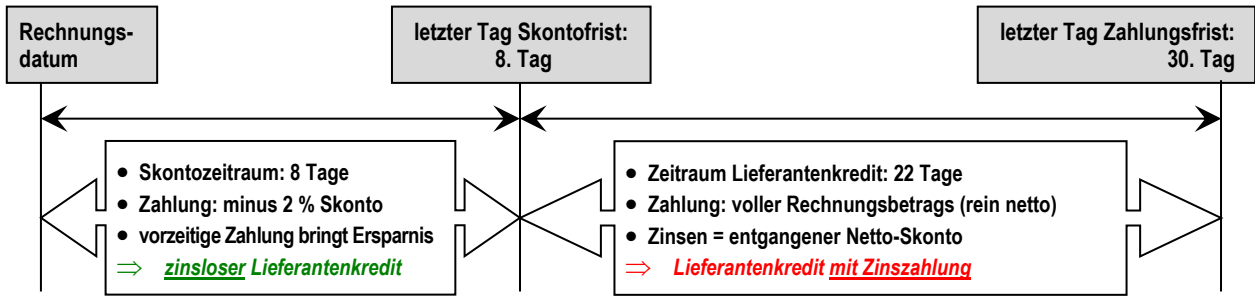 Rechnungs-
datum
letzter Tag Skontofrist:
8. Tag
letzter Tag Zahlungsfrist:
30. Tag
• Skontozeitraum: 8 Tage
• Zahlung: minus 2 % Skonto
• vorzeitige Zahlung bringt Ersparnis
⇒ zinsloser Lieferantenkredit
• Zeitraum Lieferantenkredit: 22 Tage
• Zahlung: voller Rechnungsbetrags (rein netto)
• Zinsen = entgangener Netto-Skonto
⇒ Lieferantenkredit mit Zinszahlung